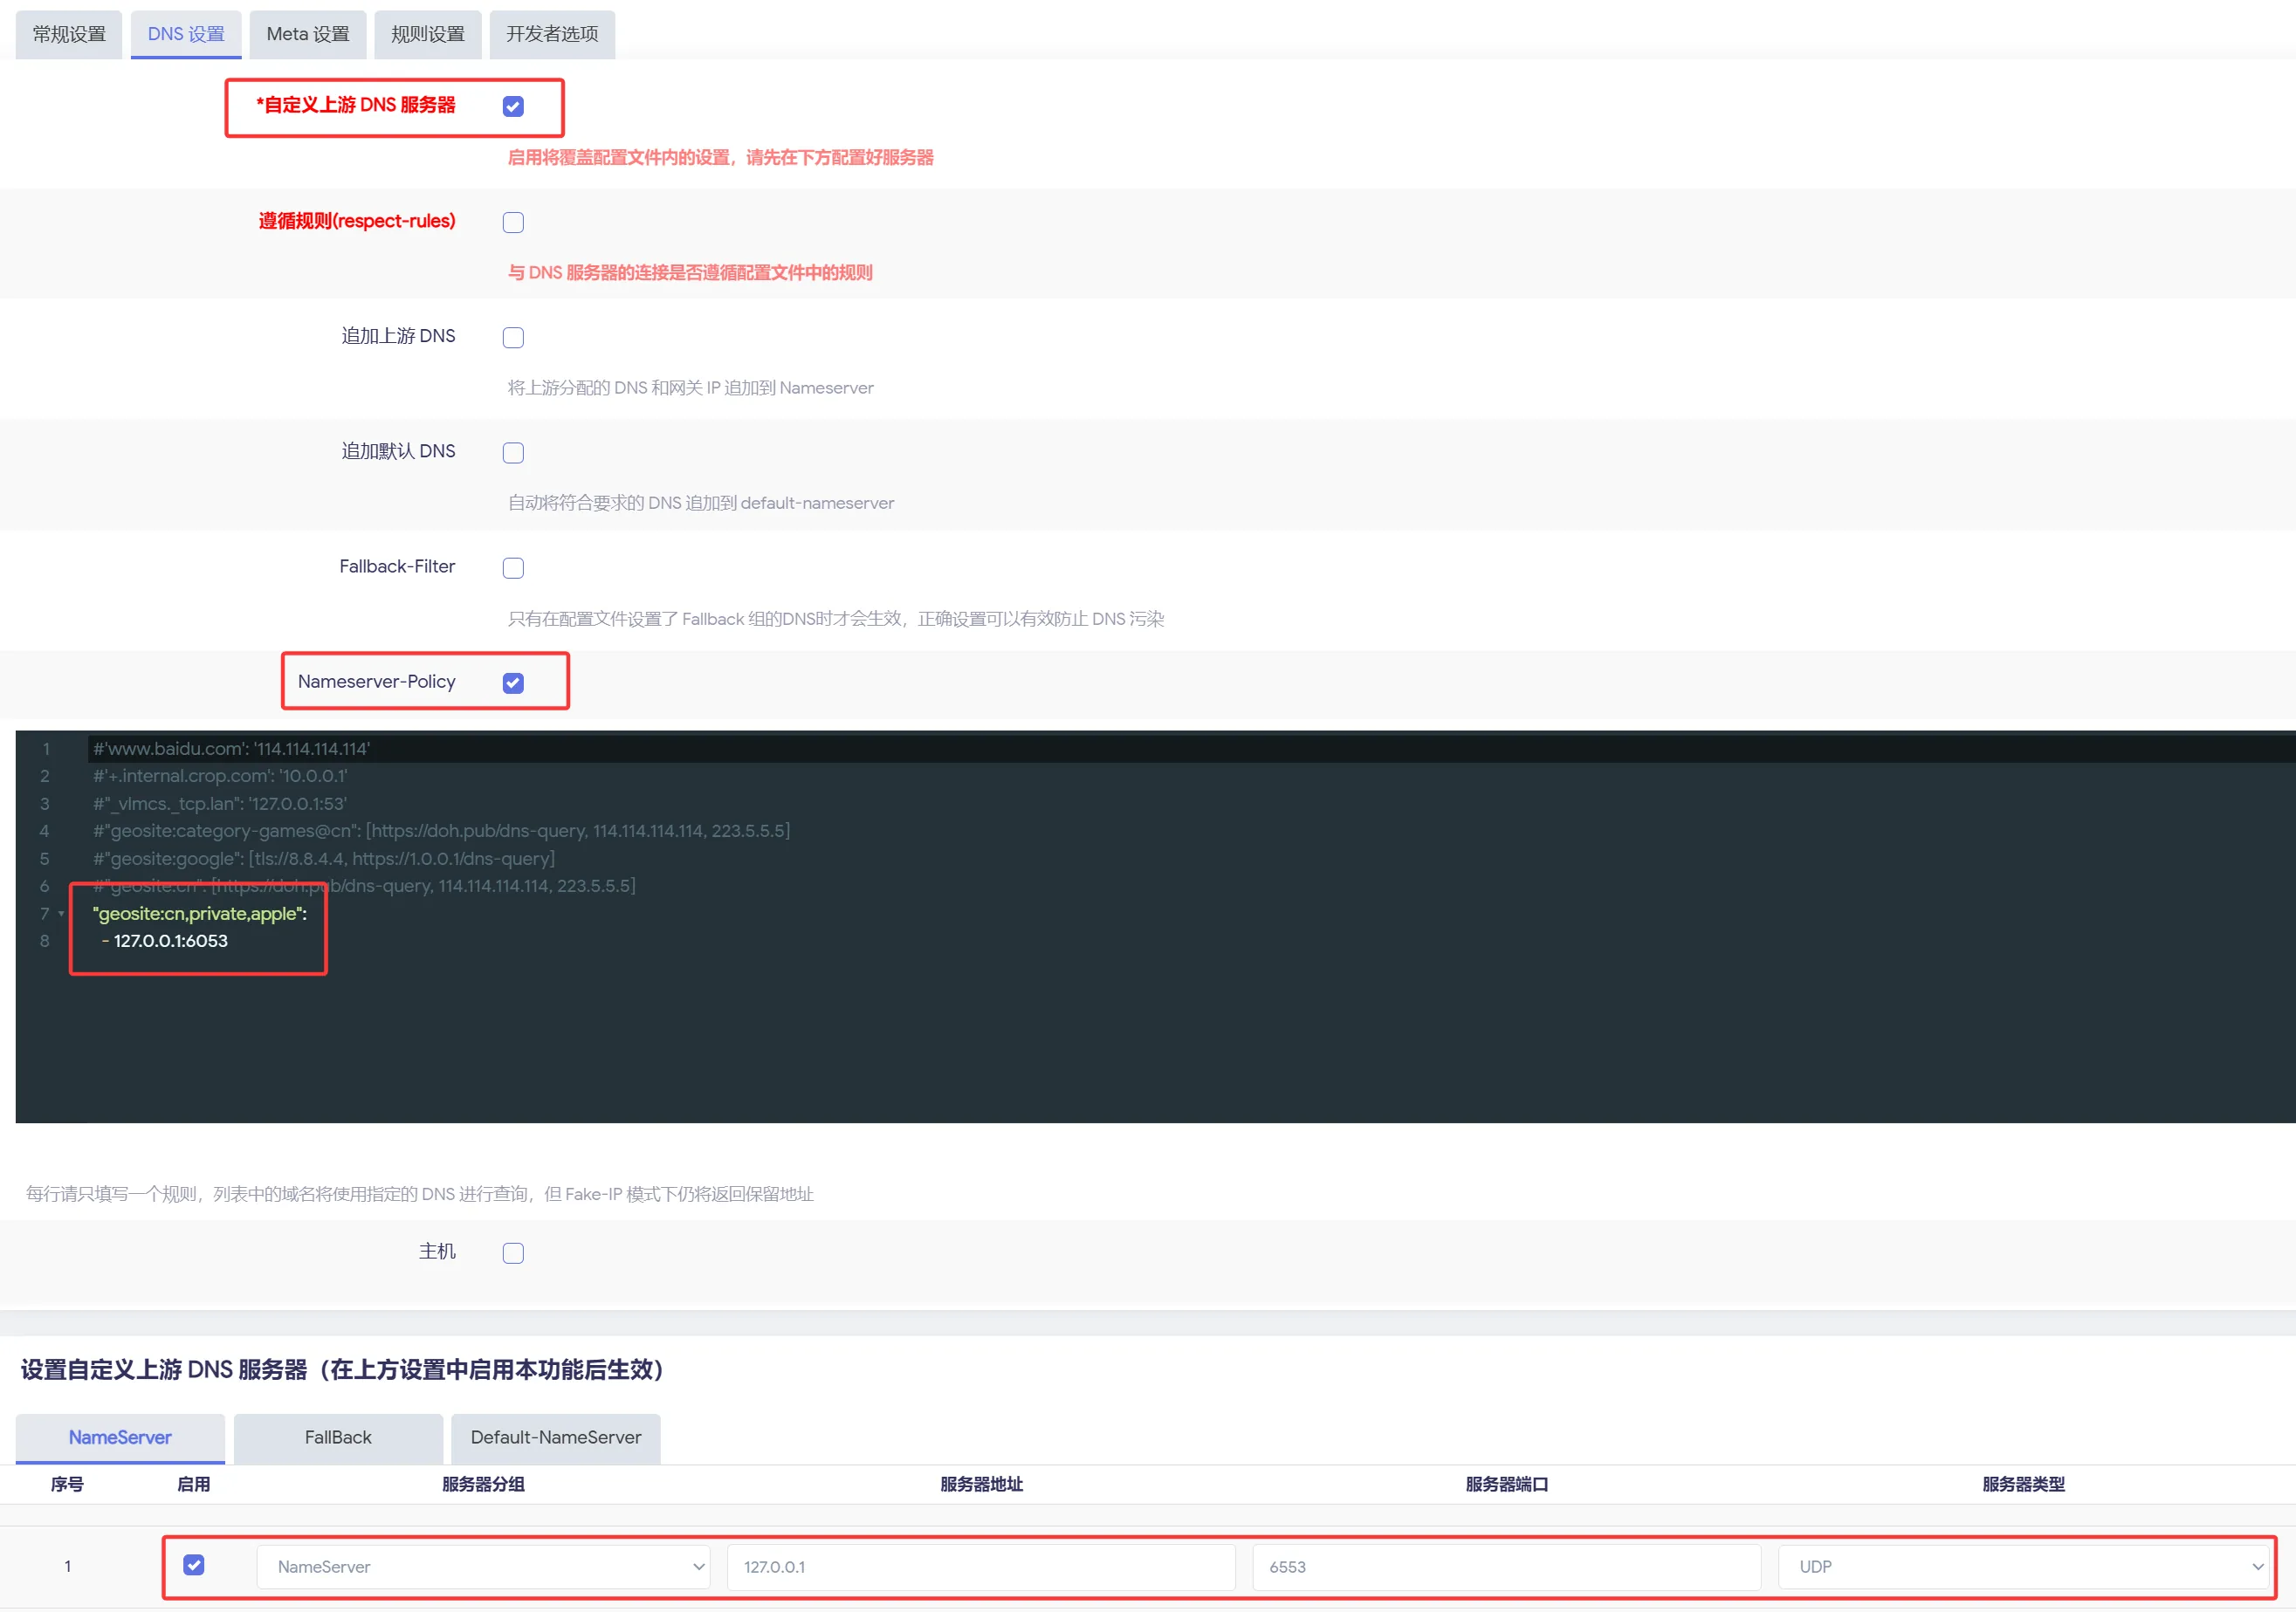 常规设置 DNS 设置 Meta 设置 规则设置 开发者选项
*自定义上游 DNS 服务器
启用将覆盖配置文件内的设置，请先在下方配置好服务器
遵循规则(respect-rules)
与 DNS 服务器的连接是否遵循配置文件中的规则
追加上游 DNS
将上游分配的 DNS 和网关 IP 追加到 Nameserver
追加默认 DNS
自动将符合要求的 DNS 追加到 default-nameserver
Fallback-Filter
只有在配置文件设置了 Fallback 组的DNS时才会生效，正确设置可以有效防止 DNS 污染
Nameserver-Policy
1 #'www.baidu.com': '114.114.114.114'
2 #'+.internal.crop.com': '10.0.0.1'
3 #"_vlmcs._tcp.lan": '127.0.0.1:53'
4 #"geosite:category-games@cn": [https://doh.pub/dns-query, 114.114.114.114, 223.5.5.5]
5 #"geosite:google": [tls://8.8.4.4, https://1.0.0.1/dns-query]
6 #"geosite:cn": [https://doh.pub/dns-query, 114.114.114.114, 223.5.5.5]
7 "geosite:cn,private,apple":
8 - 127.0.0.1:6053
每行请只填写一个规则，列表中的域名将使用指定的 DNS 进行查询，但 Fake-IP 模式下仍将返回保留地址
主机
设置自定义上游 DNS 服务器（在上方设置中启用本功能后生效）
NameServer FallBack Default-NameServer
序号 启用 服务器分组 服务器地址 服务器端口 服务器类型
1 NameServer 127.0.0.1 6553 UDP